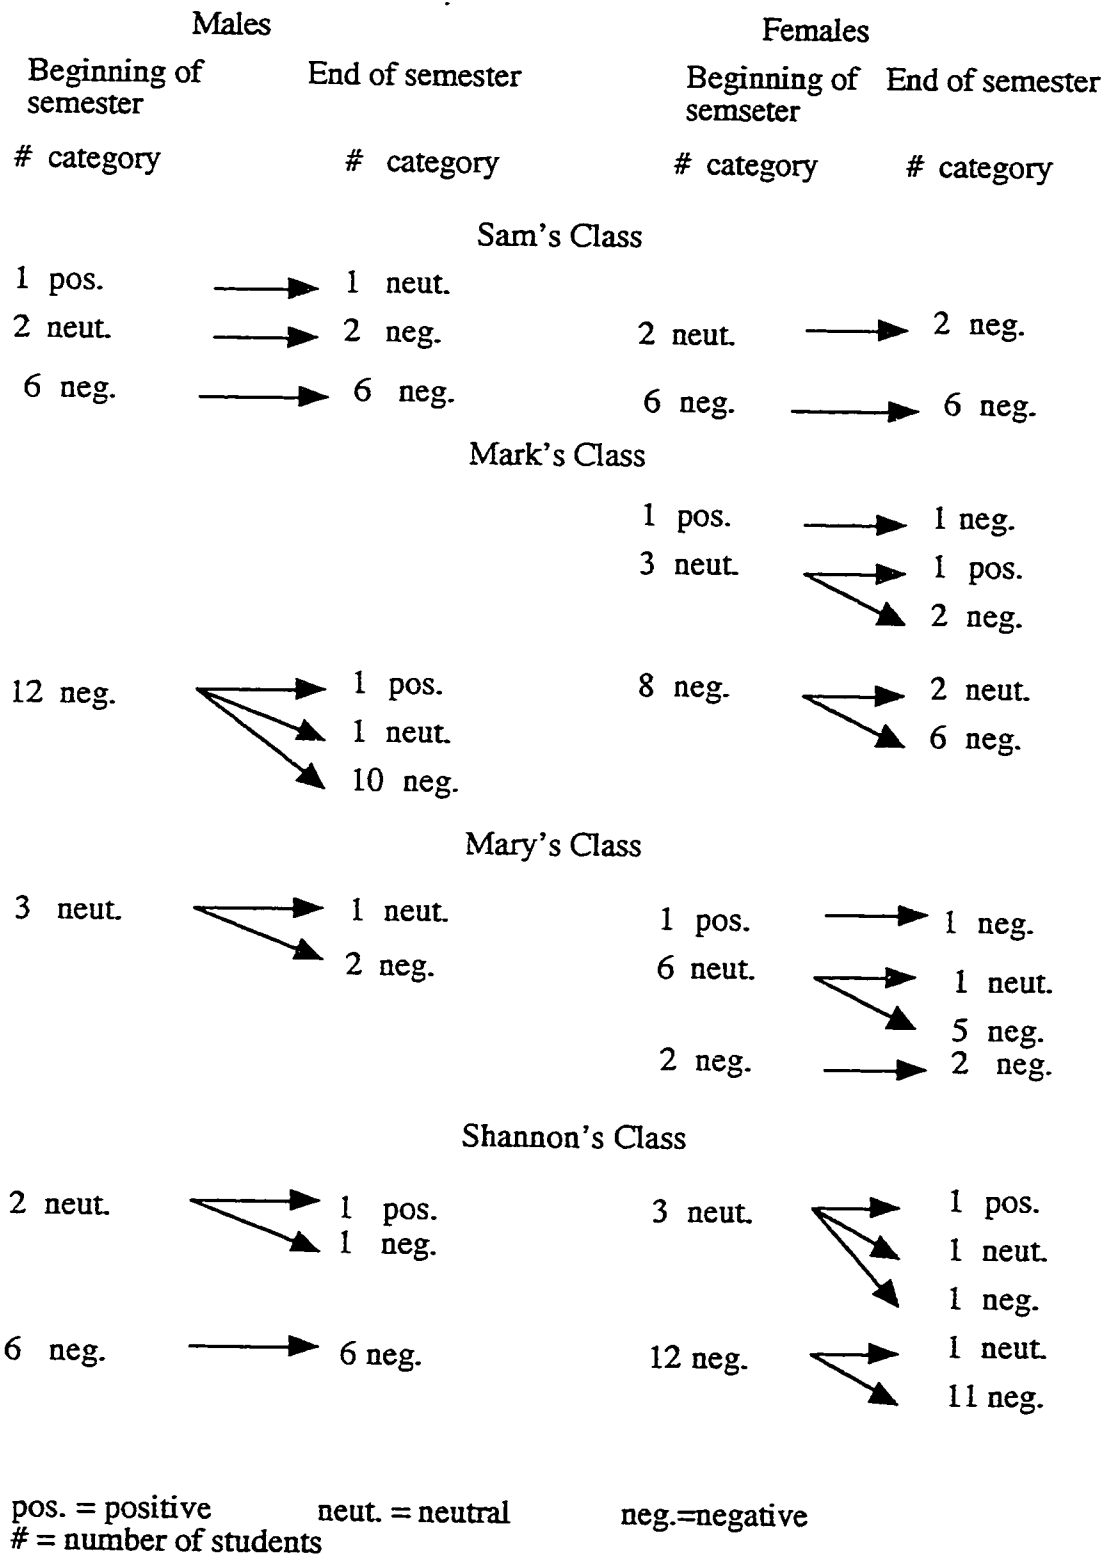 Males Females
Beginning of End of semester Beginning of End of semester
semester semseter
# category # category # category # category
Sam's Class
1 pos. 1 neut.
2 neut. 2 neg. 2 neut. 2 neg.
6 neg. 6 neg. 6 neg. 6 neg.
Mark's Class
1 pos. 1 neg.
3 neut. 1 pos.
2 neg.
12 neg. 1 pos. 8 neg. 2 neut.
1 neut. 6 neg.
10 neg.
Mary's Class
3 neut. 1 neut. 1 pos. 1 neg.
2 neg. 6 neut. 1 neut.
5 neg.
2 neg. 2 neg.
Shannon's Class
2 neut. 1 pos. 3 neut. 1 pos.
1 neg. 1 neut.
1 neg.
6 neg. 6 neg. 12 neg. 1 neut.
11 neg.
pos. = positive neut. = neutral neg.=negative
# = number of students